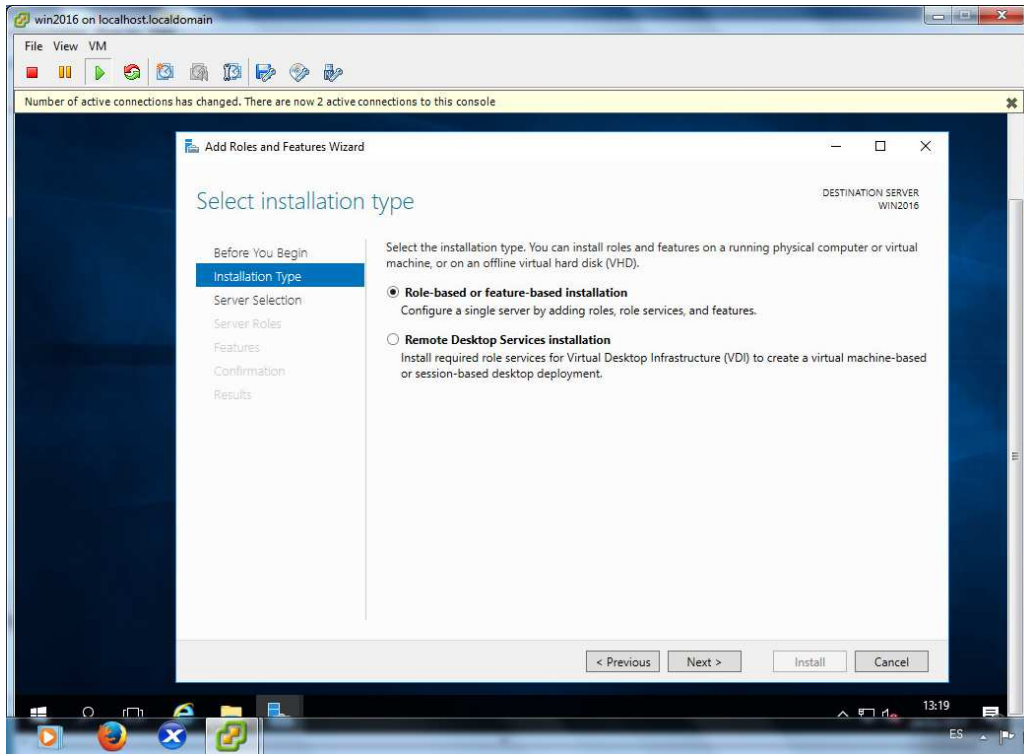 win2016 on localhost.localdomain
File View VM
Number of active connections has changed. There are now 2 active connections to this console
Add Roles and Features Wizard
Select installation type
DESTINATION SERVER
WIN2016
Before You Begin
Installation Type
Server Selection
Server Roles
Features
Confirmation
Results
Select the installation type. You can install roles and features on a running physical computer or virtual
machine, or on an offline virtual hard disk (VHD).
Role-based or feature-based installation
Configure a single server by adding roles, role services, and features.
Remote Desktop Services installation
Install required role services for Virtual Desktop Infrastructure (VDI) to create a virtual machine-based
or session-based desktop deployment.
< Previous
Next >
Install
Cancel
13:19
ES